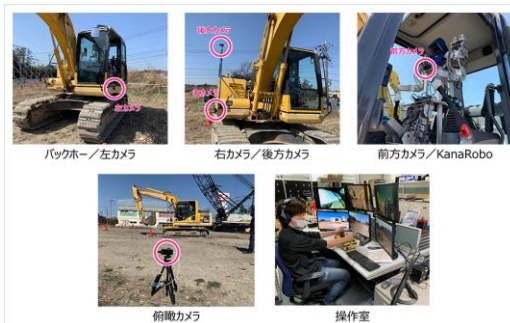 左カメラ
バックホー／左カメラ
後方カメラ
右カメラ
右カメラ／後方カメラ
前方カメラ
前方カメラ／KanaRobo
俯瞰カメラ
操作室